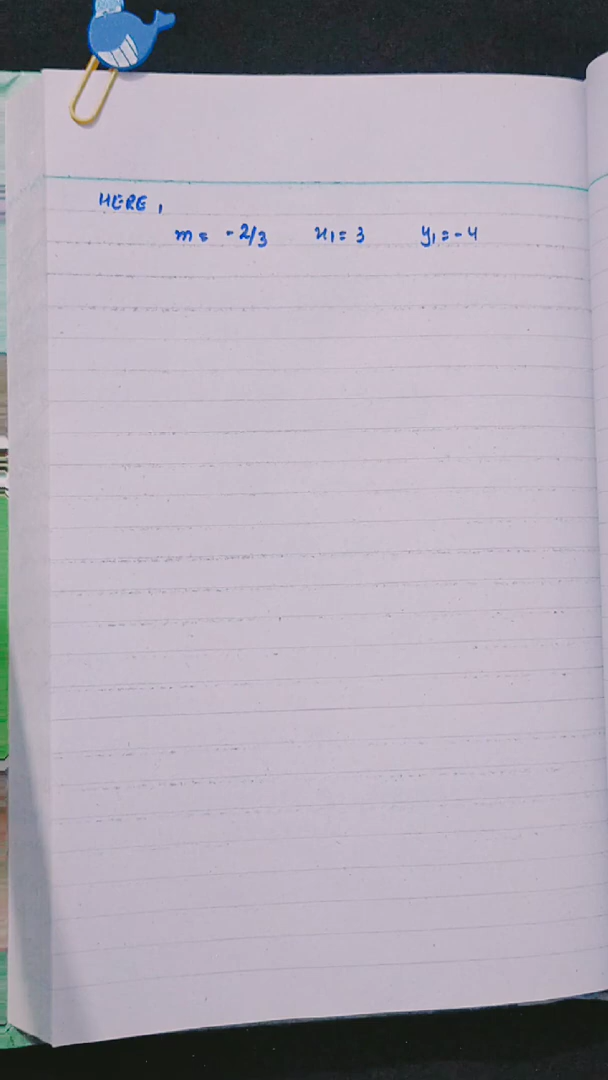 HERE,
m = -2/3 x₁ = 3 y₁ = -4